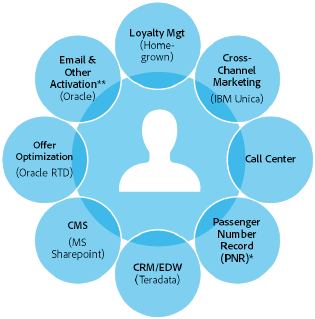 Loyalty Mgt
(Home-
grown)
Cross-
Channel
Marketing
(IBM Unica)
Call Center
Passenger
Number
Record
(PNR)*
CRM/EDW
(Teradata)
CMS
(MS
Sharepoint)
Offer
Optimization
(Oracle RTD)
Email &
Other
Activation**
(Oracle)